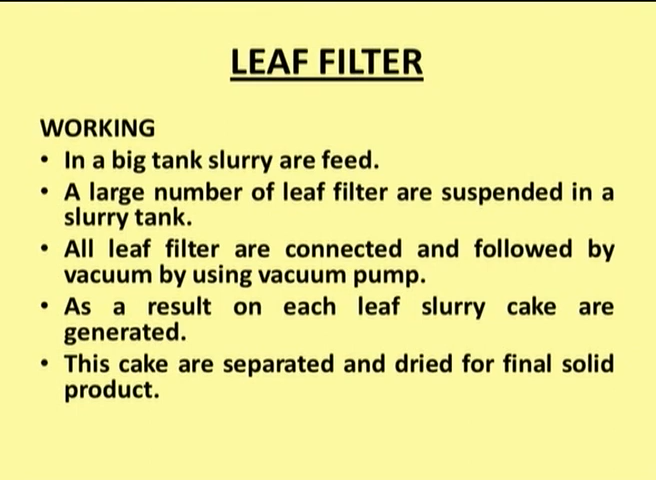 LEAF FILTER
WORKING
• In a big tank slurry are feed.
• A large number of leaf filter are suspended in a
slurry tank.
• All leaf filter are connected and followed by
vacuum by using vacuum pump.
• As a result on each leaf slurry cake are
generated.
• This cake are separated and dried for final solid
product.